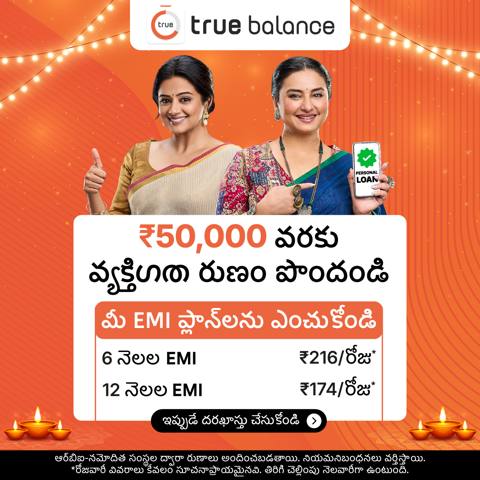 true
true balance
PERSONAL
LOAN
₹50,000 వరకు
వ్యక్తిగత రుణం పొందండి
మీ EMI ప్లాన్‌లను ఎంచుకోండి
6 నెలల EMI ₹216/రోజు*
12 నెలల EMI ₹174/రోజు*
ఇప్పుడే దరఖాస్తు చేసుకోండి
ఆర్‌బిఐ-నమోదిత సంస్థల ద్వారా రుణాలు అందించబడతాయి. నియమనిబంధనలు వర్తిస్తాయి.
*రోజువారీ వివరాలు కేవలం సూచనాప్రాయమైనవి. తిరిగి చెల్లింపు నెలవారీగా ఉంటుంది.